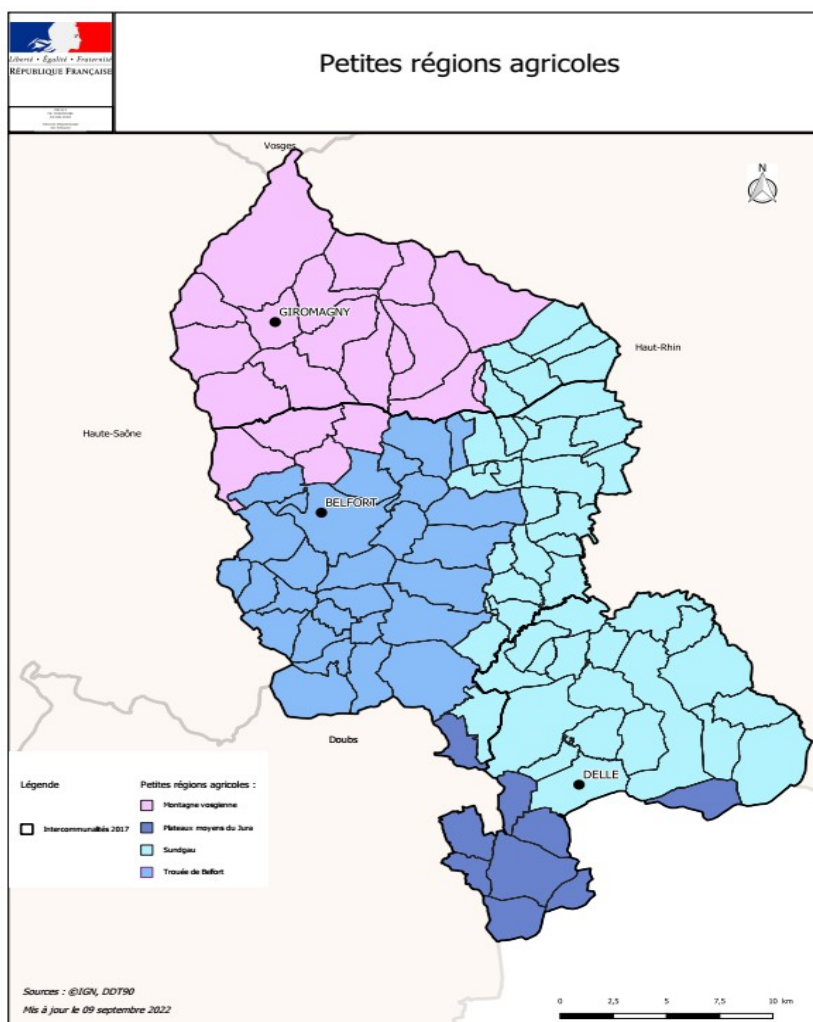 Liberté • Égalité • Fraternité
RÉPUBLIQUE FRANÇAISE
Petites régions agricoles
Vosges
N
GIROMAGNY
Haut-Rhin
Haute-Saône
BELFORT
Doubs
DELLE
Légende
Intercommunalités 2017
Petites régions agricoles :
Montagne vosgienne
Plateaux moyens du Jura
Sundgau
Trouée de Belfort
Sources : @IGN, DDT90
Mis à jour le 09 septembre 2022
0 2,5 5 7,5 10 km